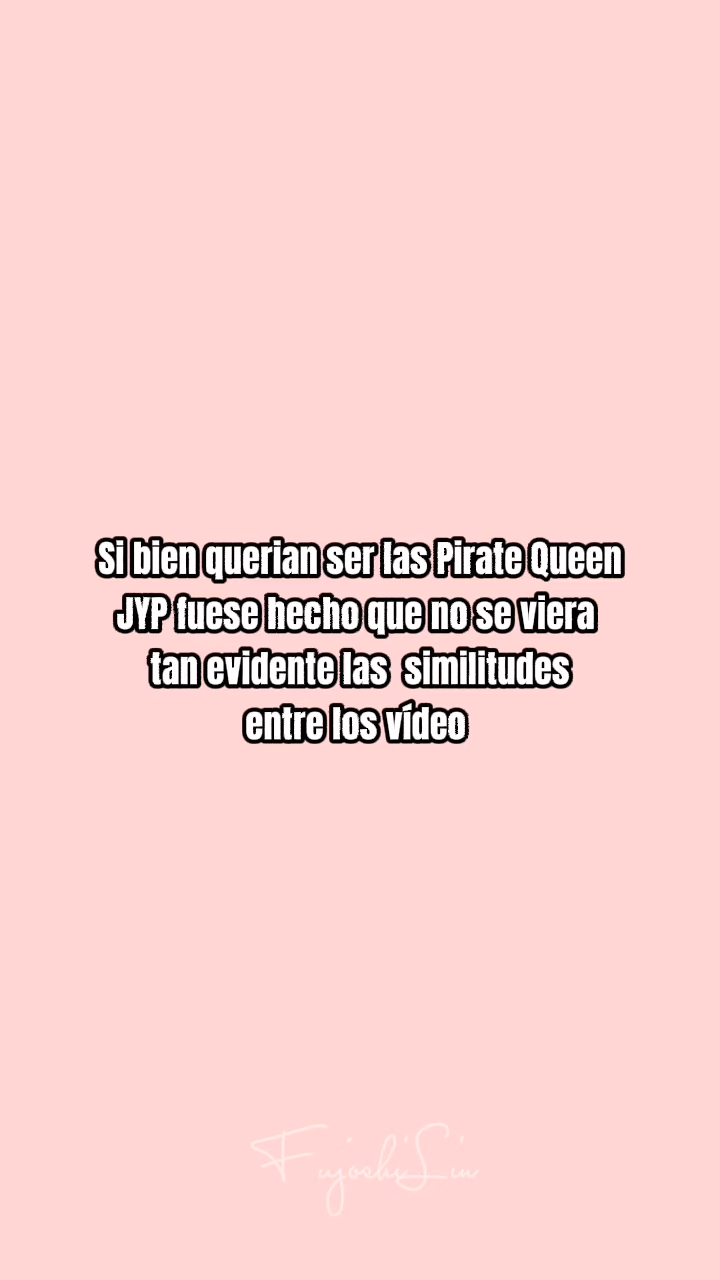 Si bien querian ser las Pirate Queen
JYP fuese hecho que no se viera
tan evidente las similitudes
entre los vídeo
FujoshiLiu